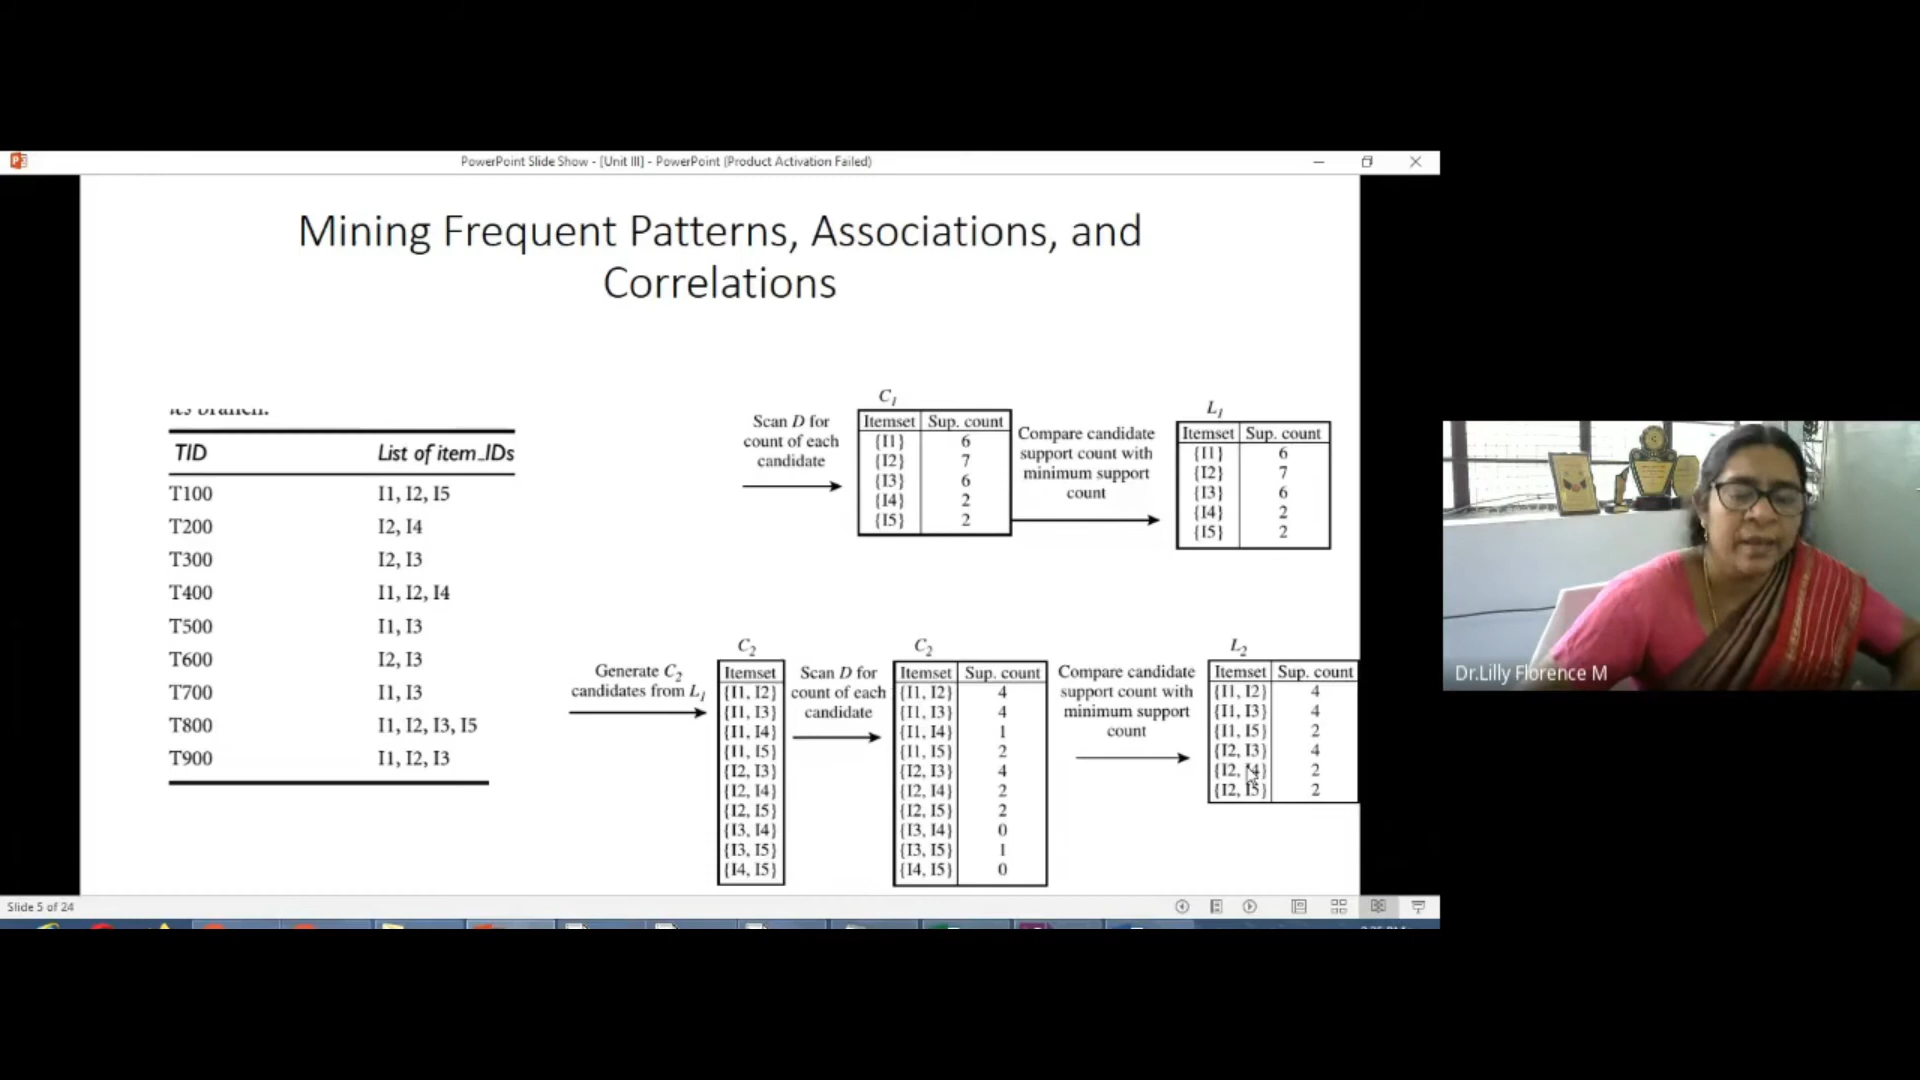 PowerPoint Slide Show - [Unit III] - PowerPoint (Product Activation Failed)
Mining Frequent Patterns, Associations, and
Correlations
its branch.
TID List of item_IDs
T100 I1, I2, I5
T200 I2, I4
T300 I2, I3
T400 I1, I2, I4
T500 I1, I3
T600 I2, I3
T700 I1, I3
T800 I1, I2, I3, I5
T900 I1, I2, I3
Scan D for
count of each
candidate
C1
Itemset Sup. count
{I1} 6
{I2} 7
{I3} 6
{I4} 2
{I5} 2
Compare candidate
support count with
minimum support
count
L1
Itemset Sup. count
{I1} 6
{I2} 7
{I3} 6
{I4} 2
{I5} 2
Generate C2
candidates from L1
C2
Itemset
{I1, I2}
{I1, I3}
{I1, I4}
{I1, I5}
{I2, I3}
{I2, I4}
{I2, I5}
{I3, I4}
{I3, I5}
{I4, I5}
Scan D for
count of each
candidate
C2
Itemset Sup. count
{I1, I2} 4
{I1, I3} 4
{I1, I4} 1
{I1, I5} 2
{I2, I3} 4
{I2, I4} 2
{I2, I5} 2
{I3, I4} 0
{I3, I5} 1
{I4, I5} 0
Compare candidate
support count with
minimum support
count
L2
Itemset Sup. count
{I1, I2} 4
{I1, I3} 4
{I1, I5} 2
{I2, I3} 4
{I2, I4} 2
{I2, I5} 2
Dr.Lilly Florence M
Slide 5 of 24